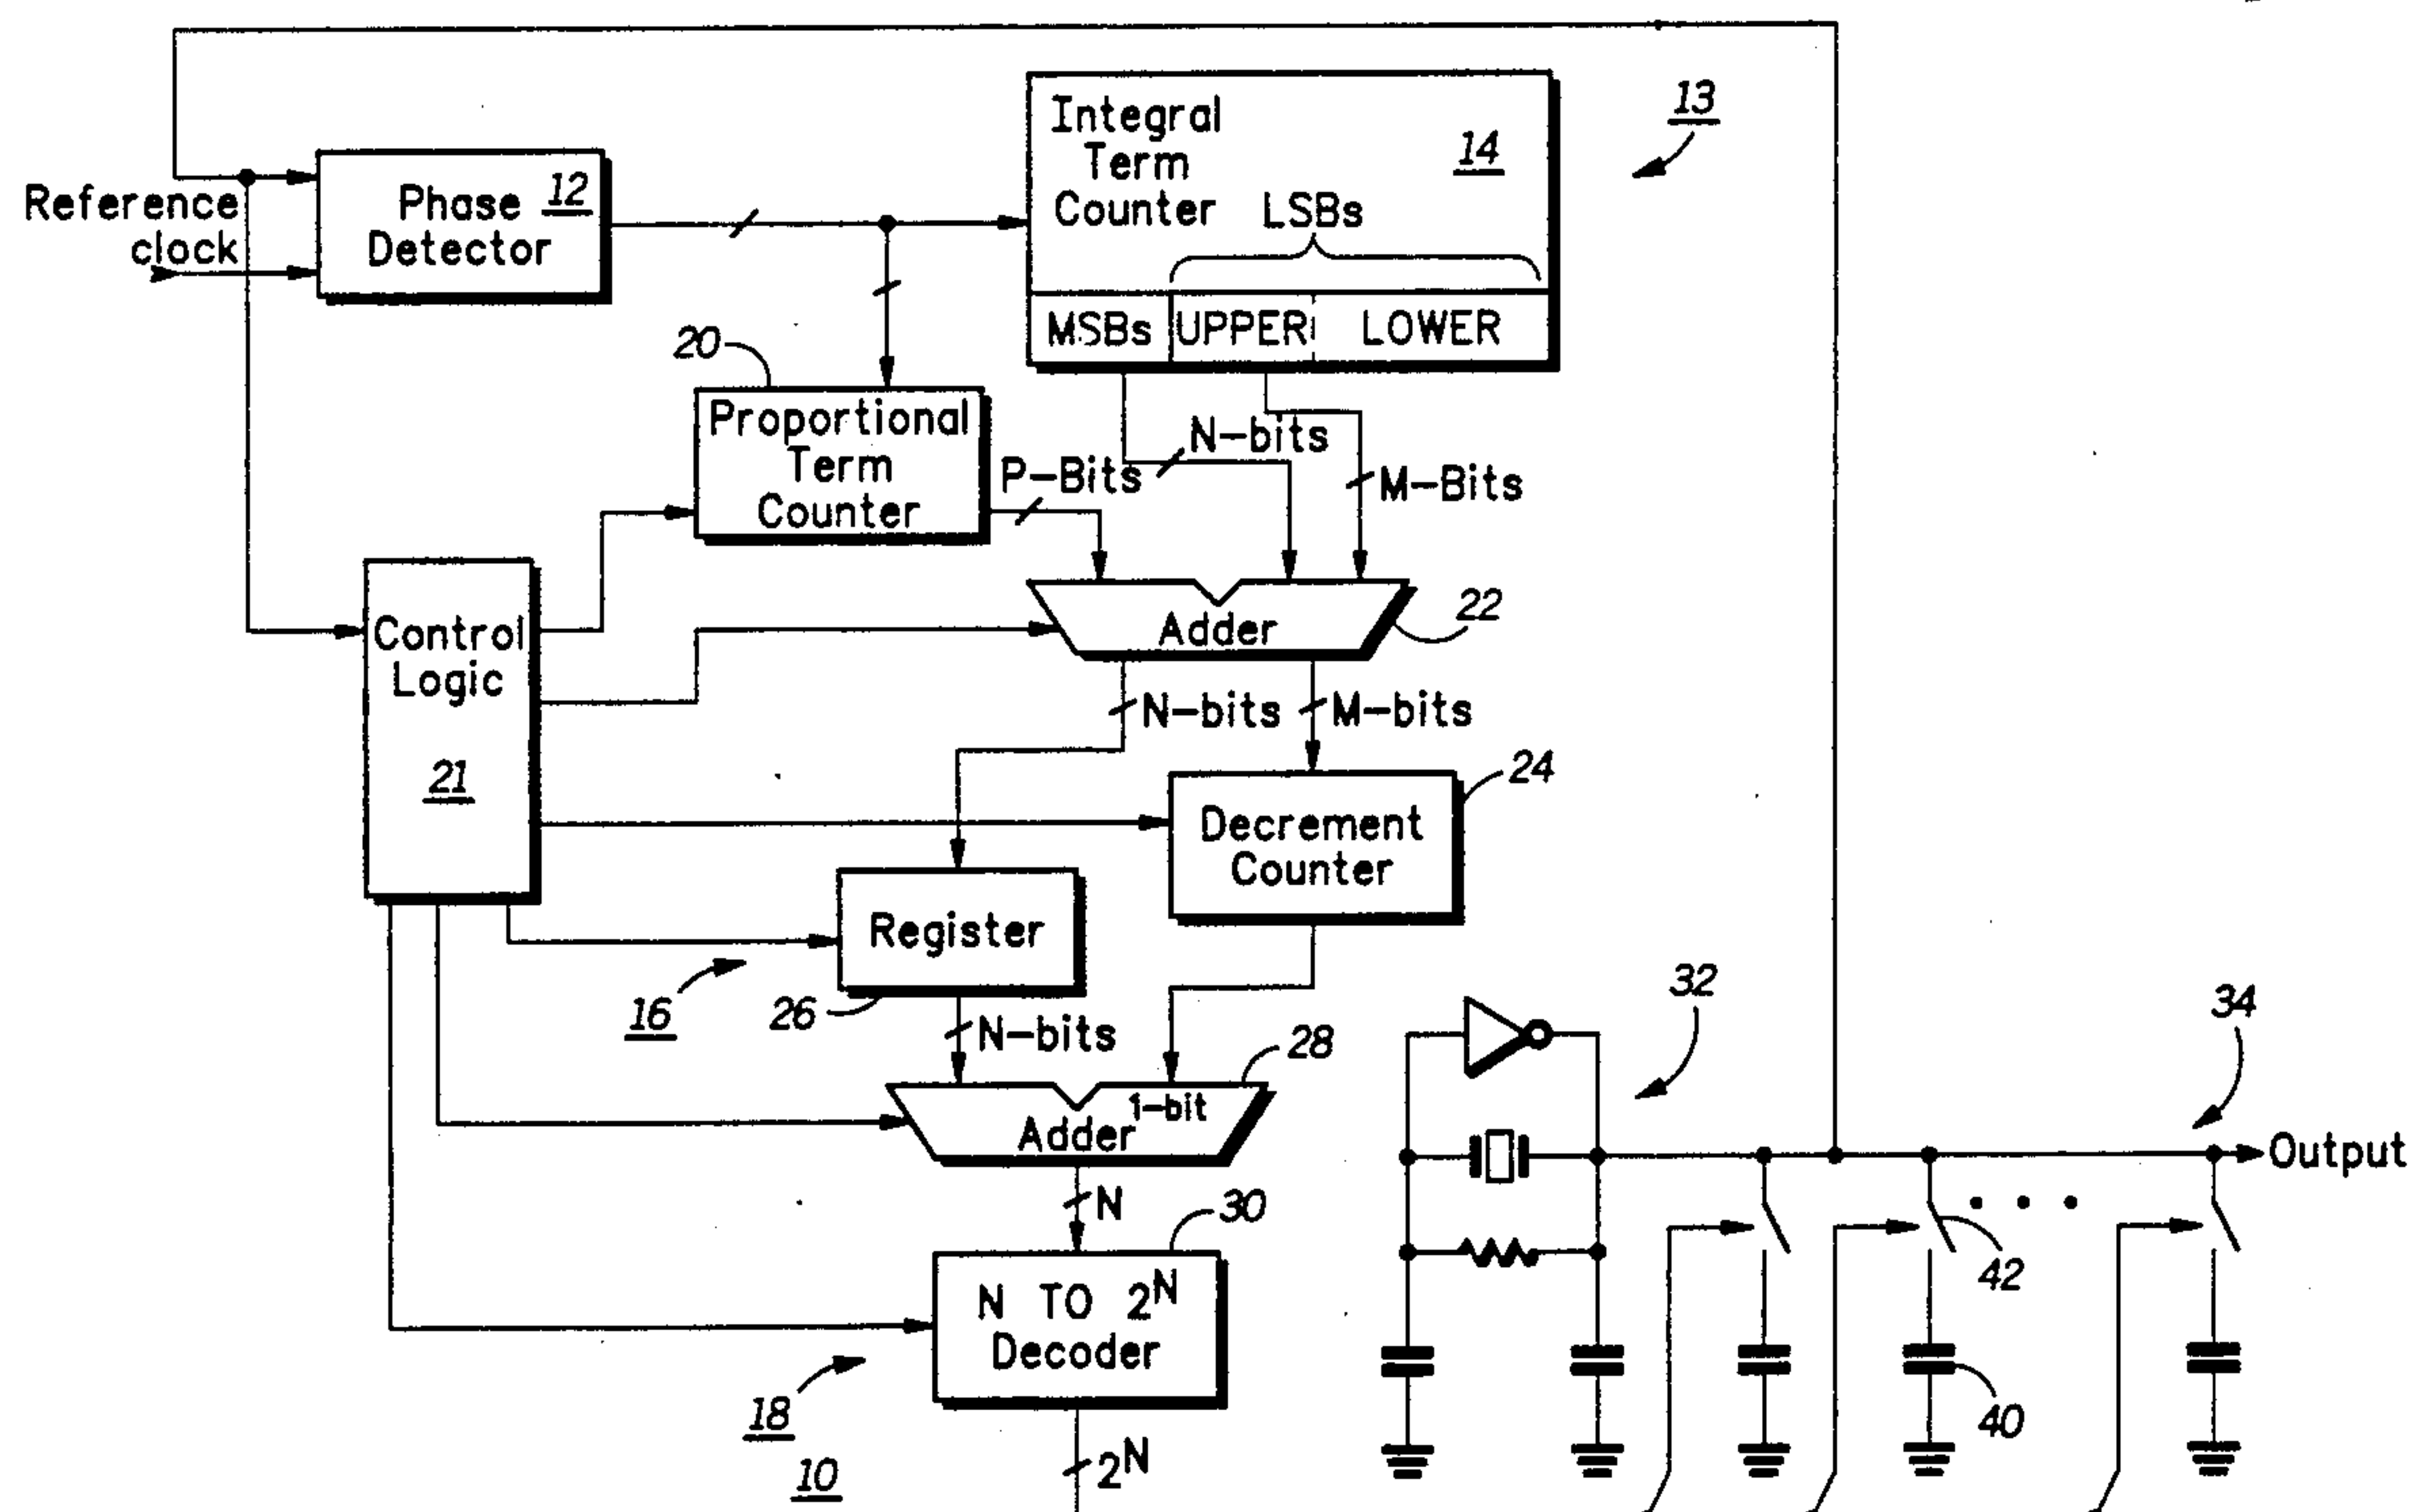 13
Integral
Term
Counter
14
LSBs
MSBs UPPER LOWER
Reference
clock
Phase
Detector
12
20
Proportional
Term
Counter
P-Bits
N-bits
M-Bits
Adder
22
Control
Logic
21
N-bits
M-bits
24
Decrement
Counter
Register
16
26
N-bits
28
1-bit
Adder
32
34
Output
N
30
N TO 2^N
Decoder
42
40
18
10
2^N